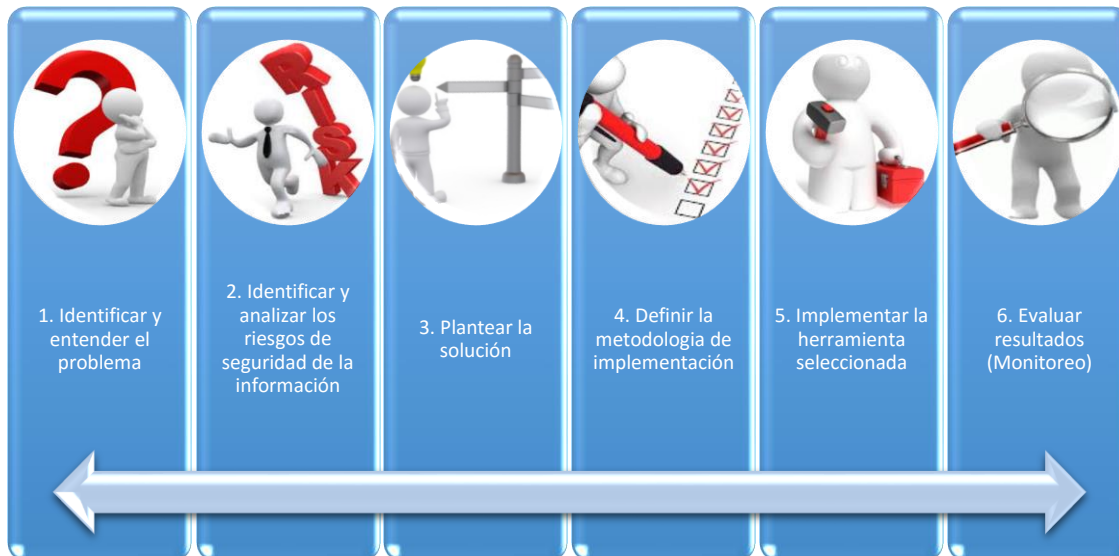 RISK
1. Identificar y
entender el
problema
2. Identificar y
analizar los
riesgos de
seguridad de la
información
3. Plantear la
solución
4. Definir la
metodologia de
implementación
5. Implementar la
herramienta
seleccionada
6. Evaluar
resultados
(Monitoreo)